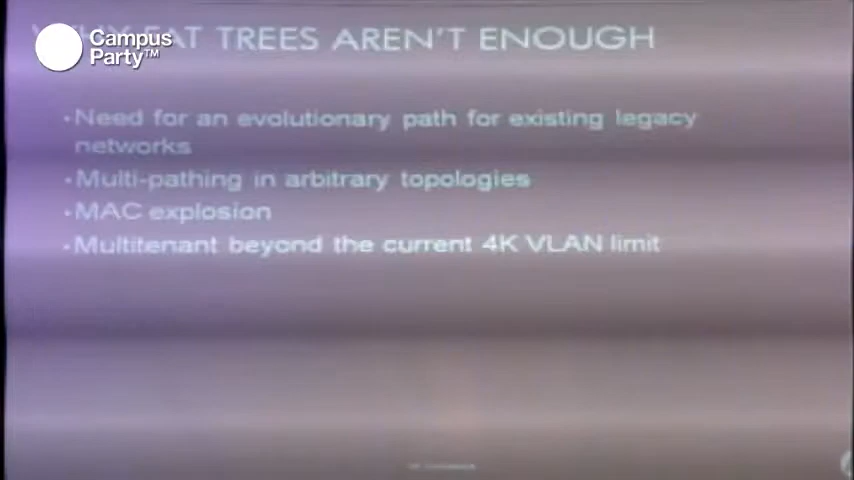 Campus
Party™
AT TREES AREN'T ENOUGH
•Need for an evolutionary path for existing legacy
networks
•Multi-pathing in arbitrary topologies
•MAC explosion
•Multitenant beyond the current 4K VLAN limit